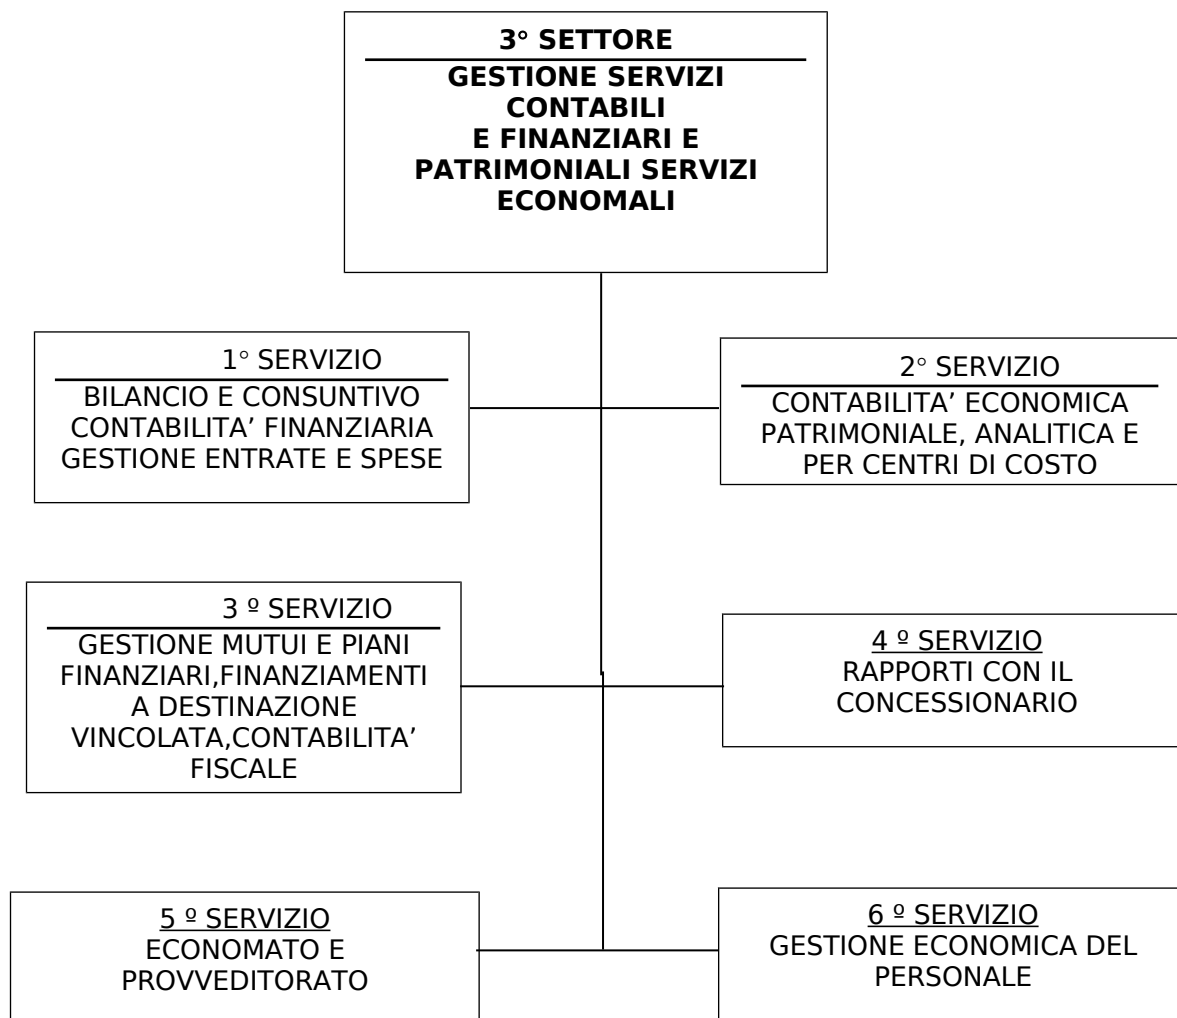 3° SETTORE
GESTIONE SERVIZI
CONTABILI
E FINANZIARI E
PATRIMONIALI SERVIZI
ECONOMALI
1° SERVIZIO
BILANCIO E CONSUNTIVO
CONTABILITA’ FINANZIARIA
GESTIONE ENTRATE E SPESE
2° SERVIZIO
CONTABILITA’ ECONOMICA
PATRIMONIALE, ANALITICA E
PER CENTRI DI COSTO
3 º SERVIZIO
GESTIONE MUTUI E PIANI
FINANZIARI,FINANZIAMENTI
A DESTINAZIONE
VINCOLATA,CONTABILITA’
FISCALE
4 º SERVIZIO
RAPPORTI CON IL
CONCESSIONARIO
5 º SERVIZIO
ECONOMATO E
PROVVEDITORATO
6 º SERVIZIO
GESTIONE ECONOMICA DEL
PERSONALE